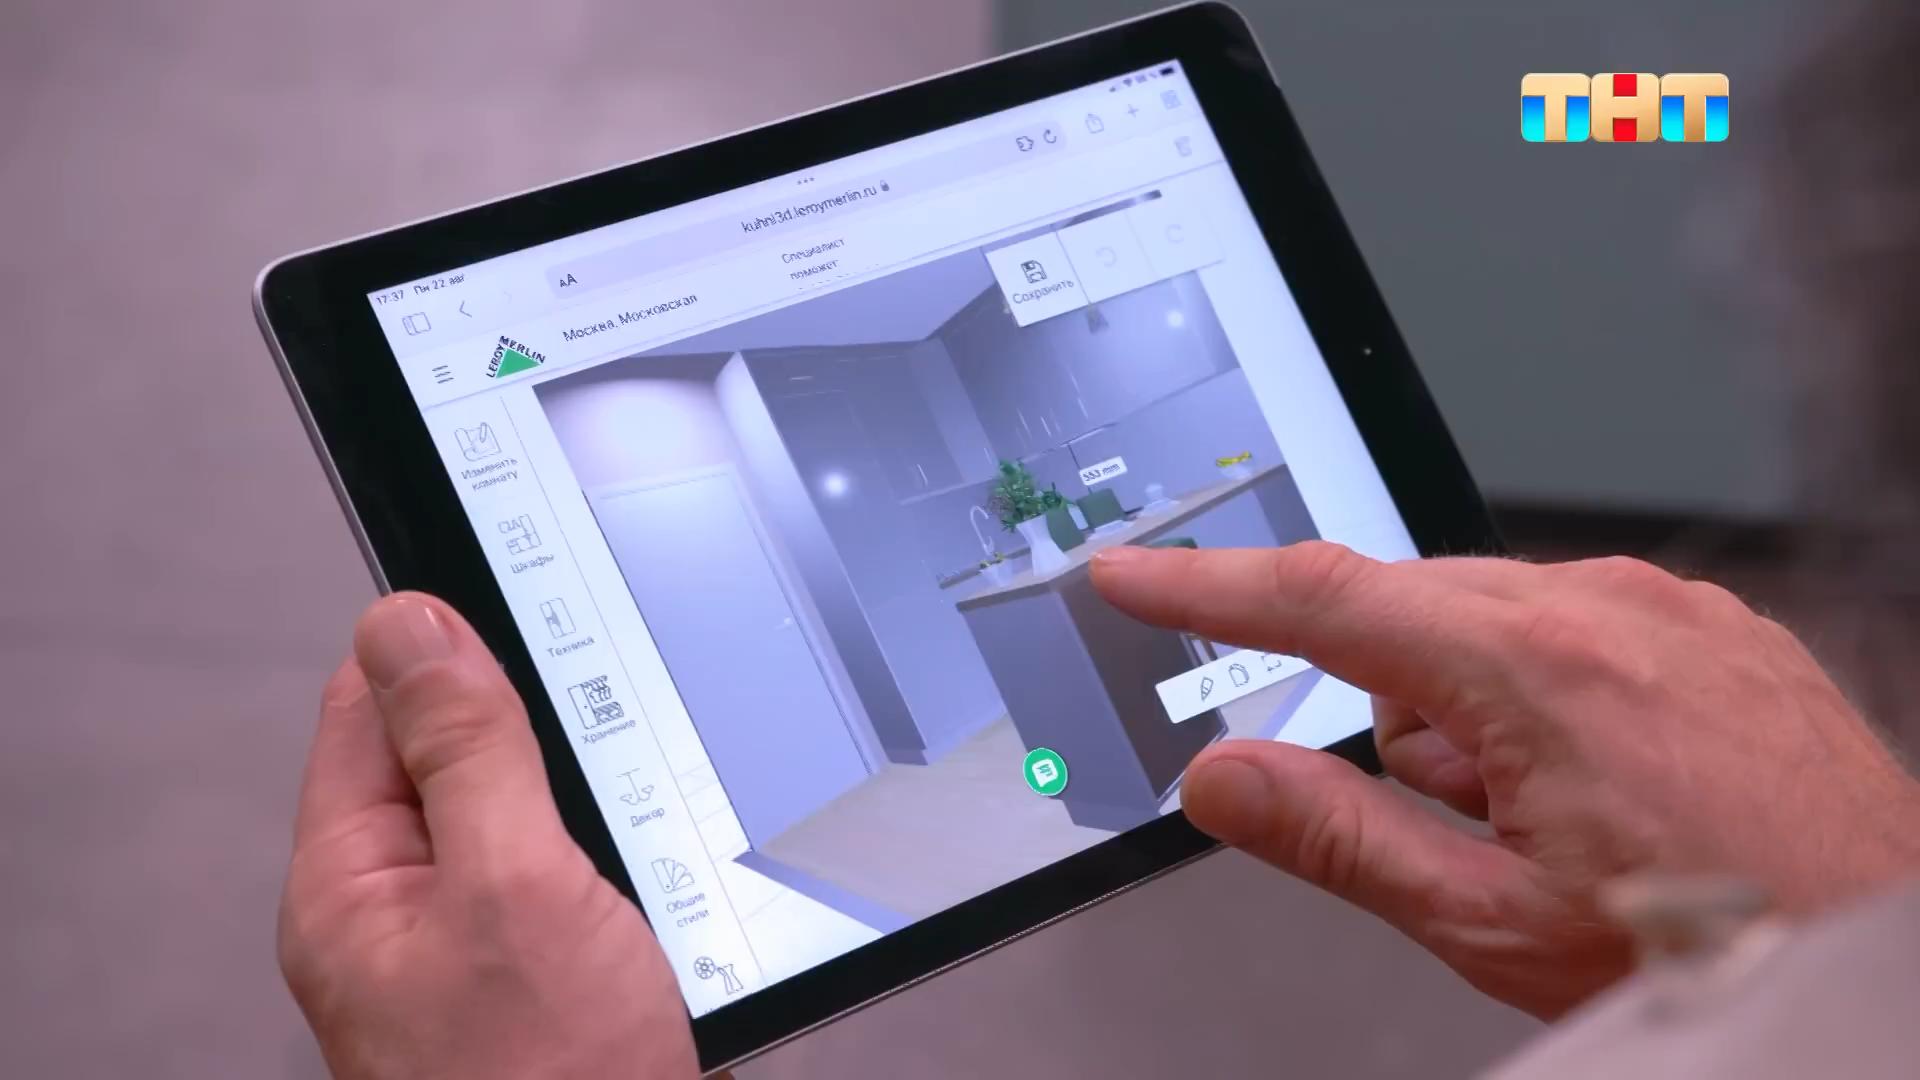 ТНТ
17:37 Пн 22 авг
AA
kuhni3d.leroymerlin.ru
LEROY MERLIN
Москва, Московская
Специалист
поможет
Сохранить
Изменить
комнату
Шкафы
Техника
Хранение
Декор
Общие
стили
553 mm